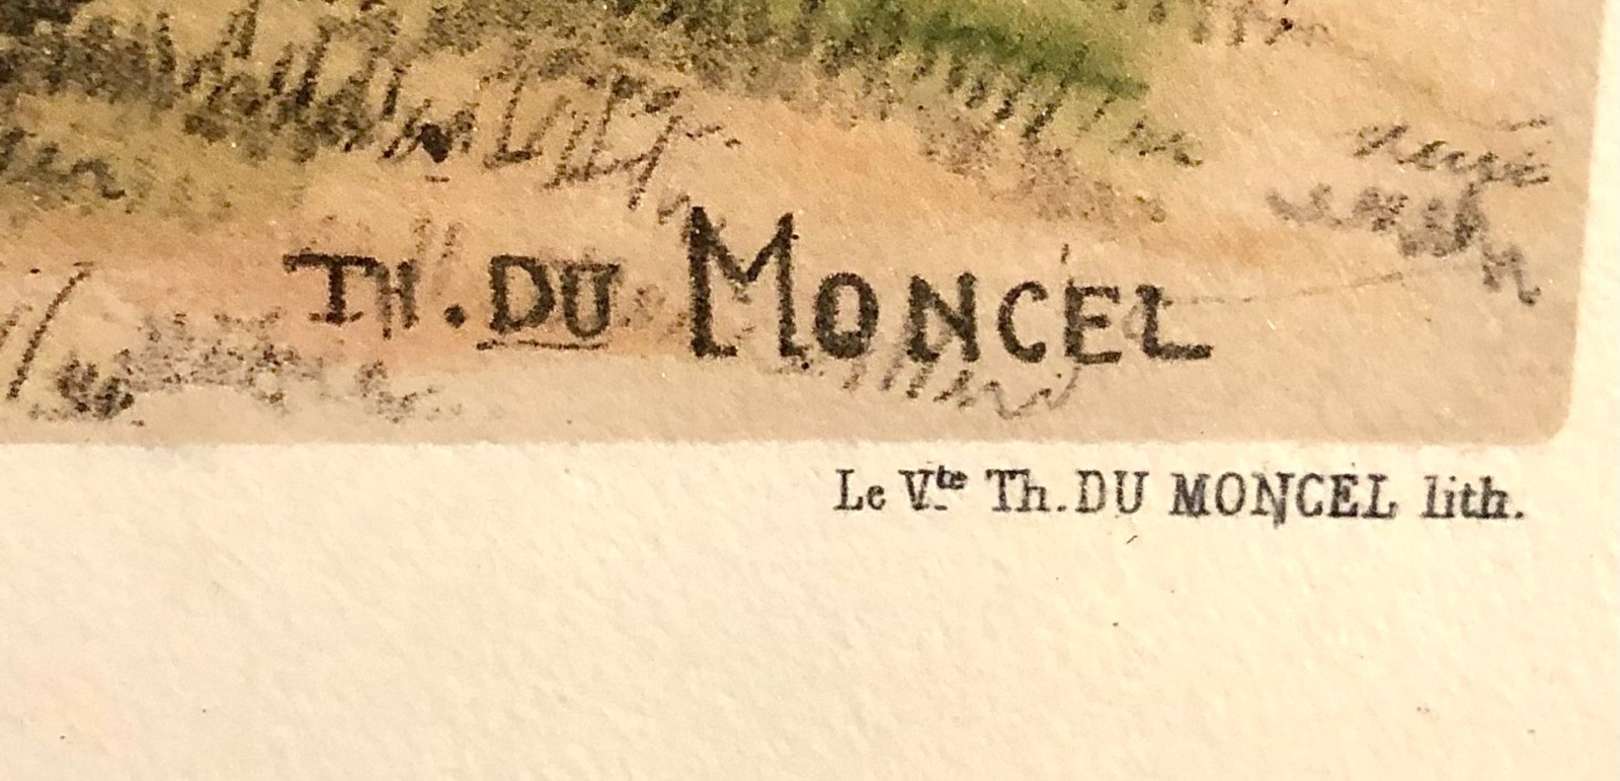 TH. DU MONCEL
Le Vte Th. DU MONCEL lith.